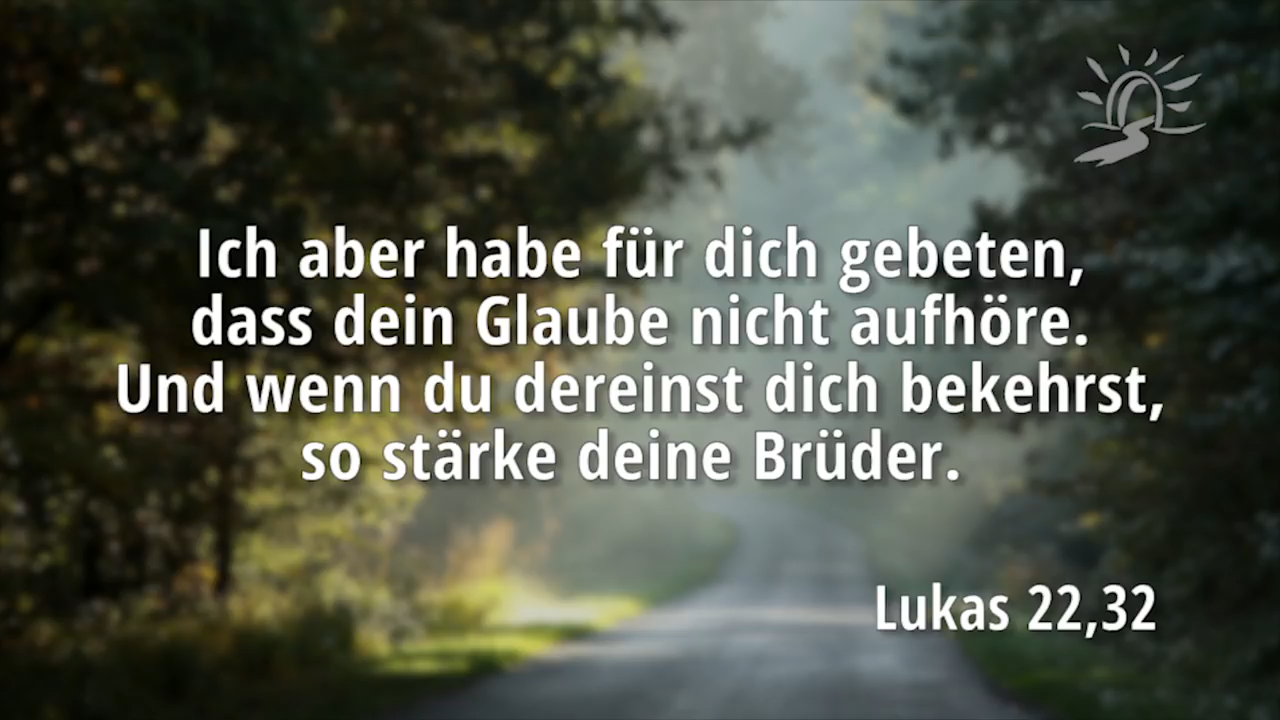 Ich aber habe für dich gebeten,
dass dein Glaube nicht aufhöre.
Und wenn du dereinst dich bekehrst,
so stärke deine Brüder.
Lukas 22,32